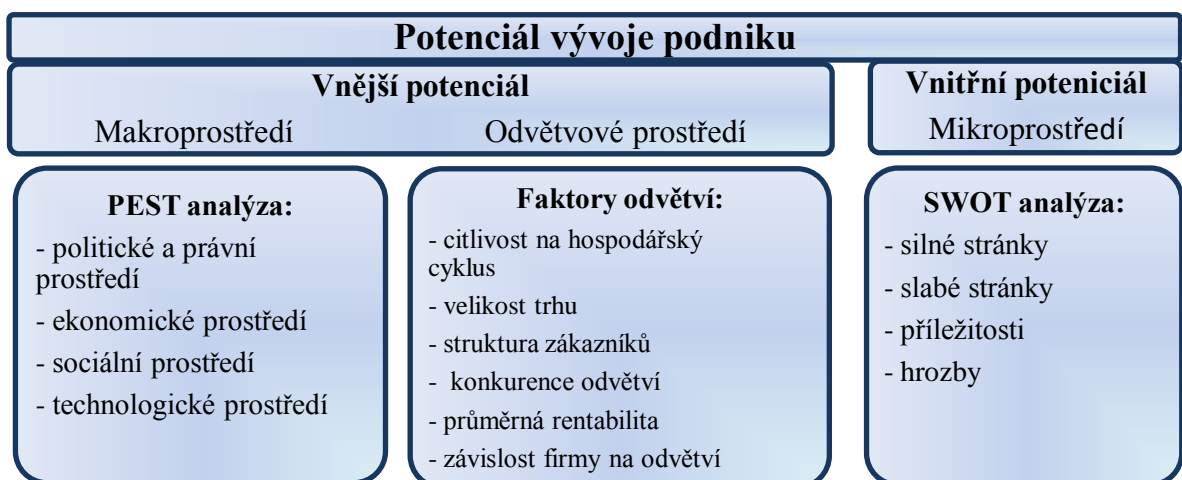 Potenciál vývoje podniku
Vnější potenciál
Makroprostředí
Odvětvové prostředí
Vnitřní poteniciál
Mikroprostředí
PEST analýza:
- politické a právní
prostředí
- ekonomické prostředí
- sociální prostředí
- technologické prostředí
Faktory odvětví:
- citlivost na hospodářský
cyklus
- velikost trhu
- struktura zákazníků
- konkurence odvětví
- průměrná rentabilita
- závislost firmy na odvětví
SWOT analýza:
- silné stránky
- slabé stránky
- příležitosti
- hrozby